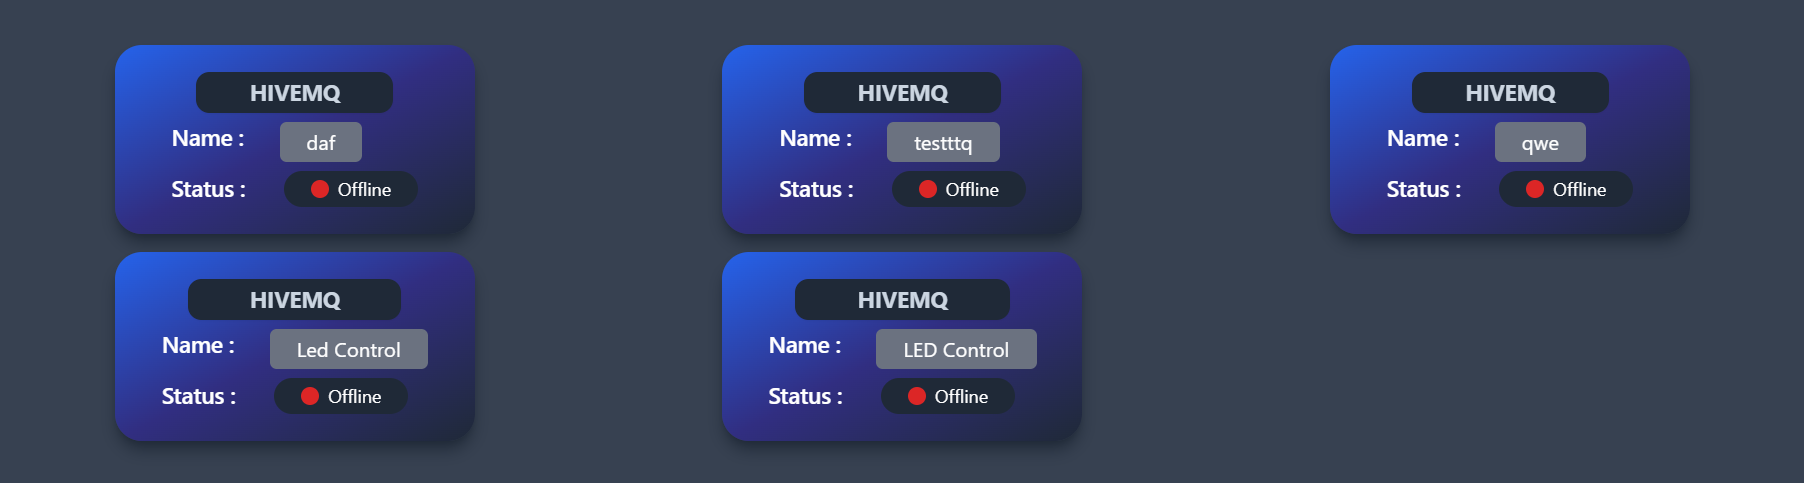 HIVEMQ
Name : daf
Status : Offline
HIVEMQ
Name : testttq
Status : Offline
HIVEMQ
Name : qwe
Status : Offline
HIVEMQ
Name : Led Control
Status : Offline
HIVEMQ
Name : LED Control
Status : Offline